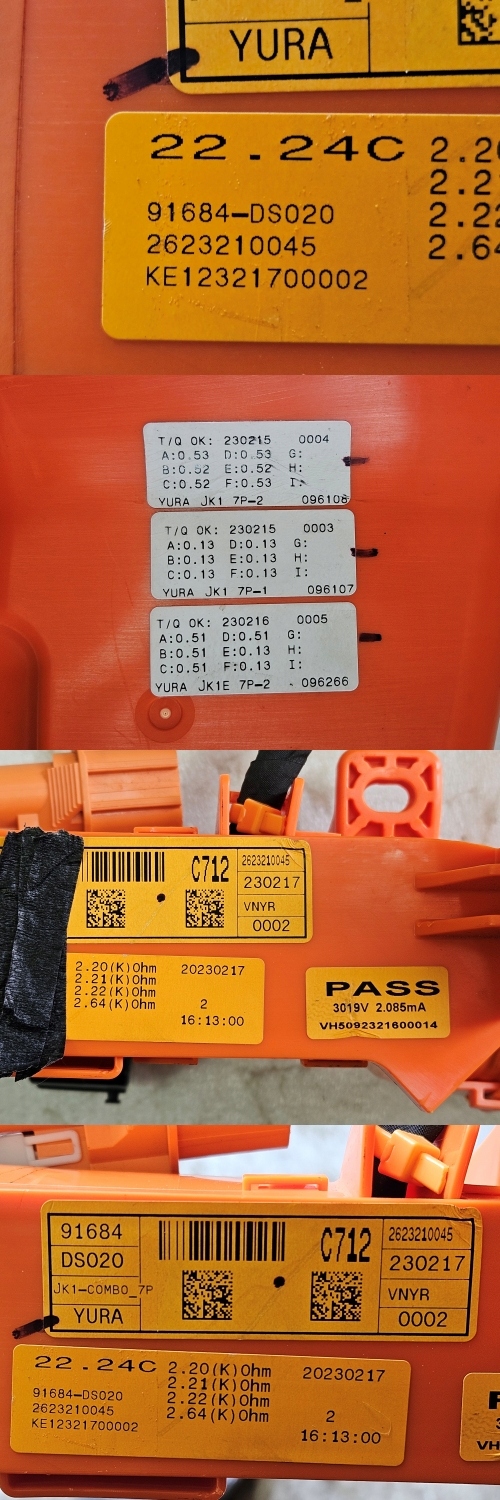 YURA
22.24C
2.20
2.2
2.22
2.64
91684-DS020
2623210045
KE12321700002
T/Q OK: 230215 0004
A:0.53 D:0.53 G:
B:0.52 E:0.52 H:
C:0.52 F:0.53 I:
YURA JK1 7P-2 096108
T/Q OK: 230215 0003
A:0.13 D:0.13 G:
B:0.13 E:0.13 H:
C:0.13 F:0.13 I:
YURA JK1 7P-1 096107
T/Q OK: 230216 0005
A:0.51 D:0.51 G:
B:0.51 E:0.13 H:
C:0.51 F:0.13 I:
YURA JK1E 7P-2 096266
C712
2623210045
230217
VNYR
0002
2.20(K)Ohm 20230217
2.21(K)Ohm
2.22(K)Ohm
2.64(K)Ohm 2
16:13:00
PASS
3019V 2.085mA
VH5092321600014
91684
DS020
JK1-COMBO_7P
YURA
C712
2623210045
230217
VNYR
0002
22.24C 2.20(K)Ohm 20230217
2.21(K)Ohm
91684-DS020 2.22(K)Ohm
2623210045 2.64(K)Ohm 2
KE12321700002 16:13:00
3
VH